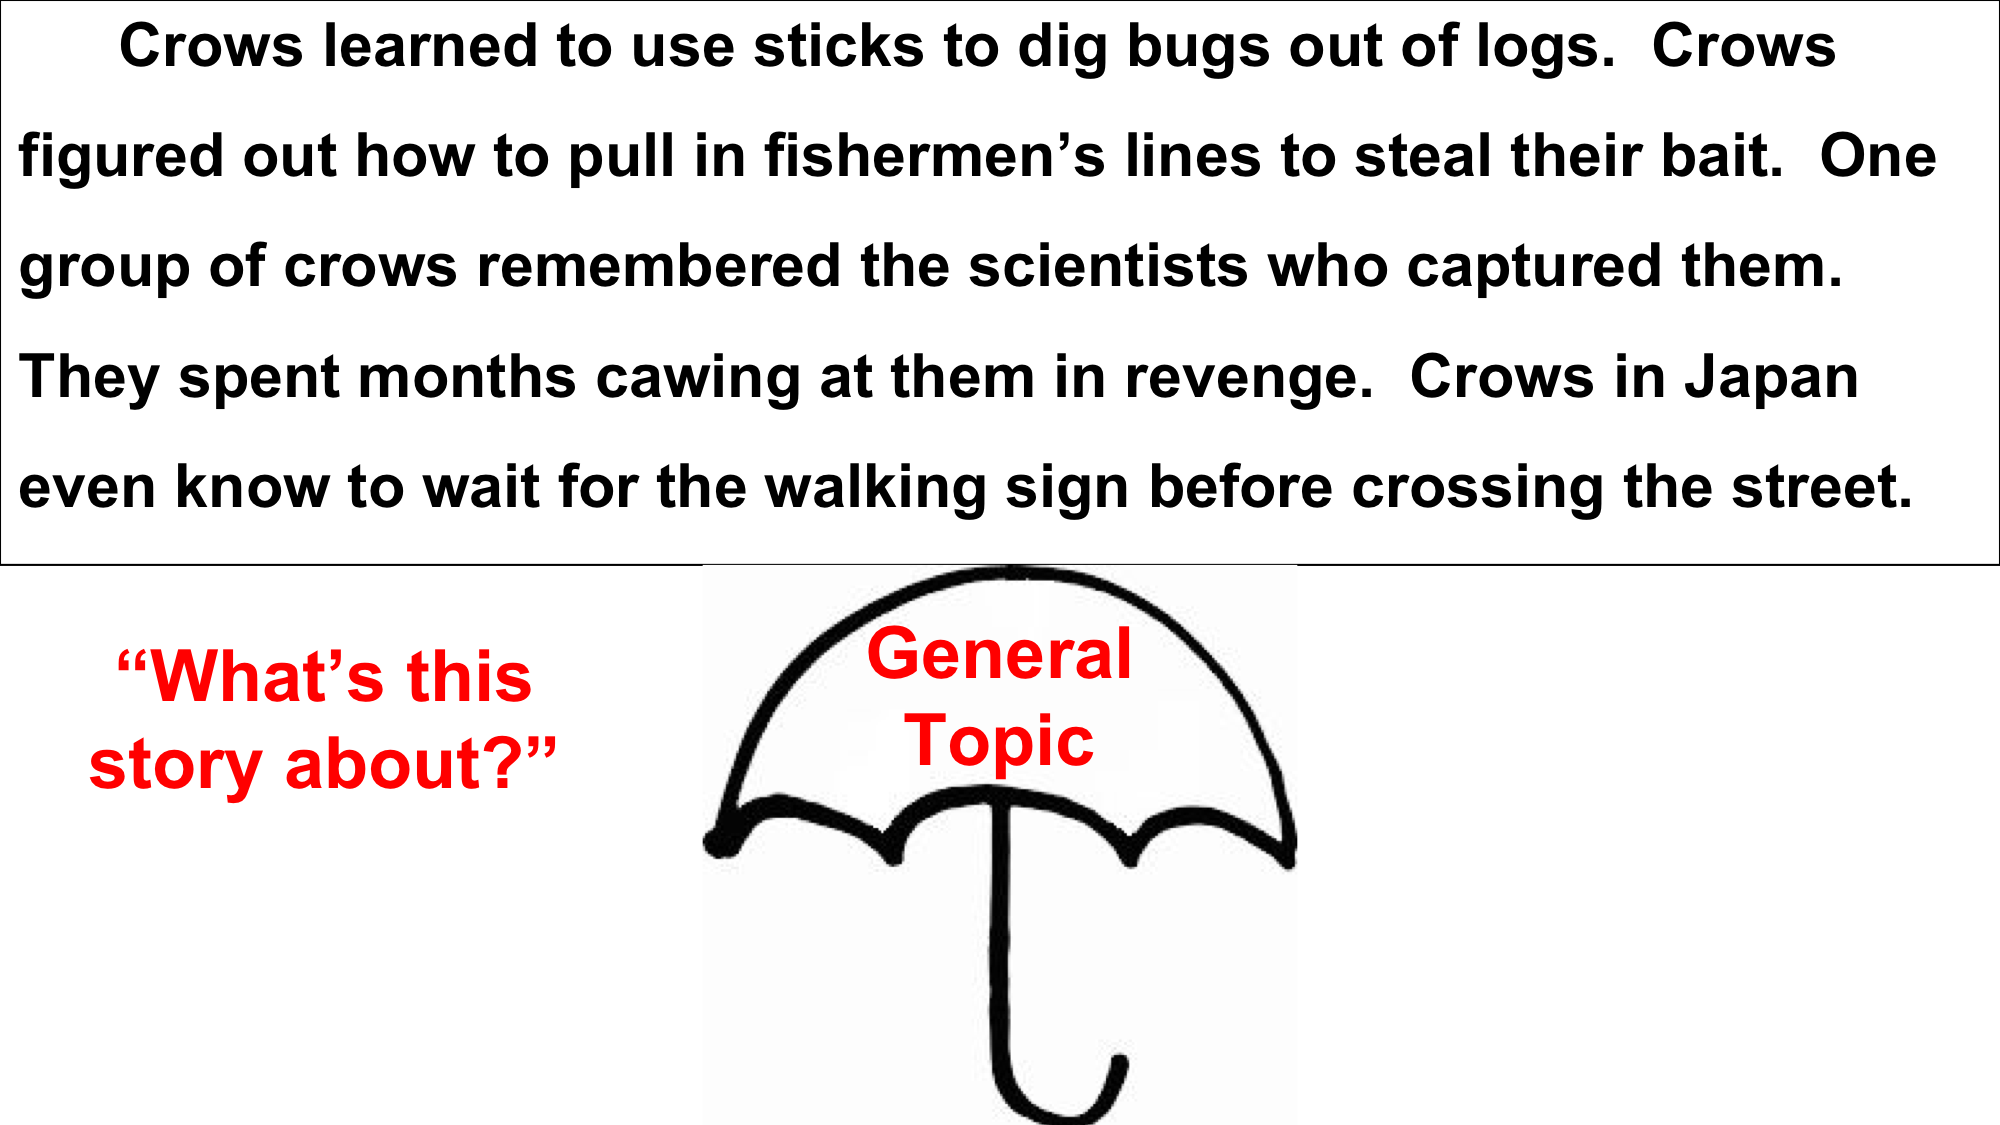 Crows learned to use sticks to dig bugs out of logs.  Crows
figured out how to pull in fishermen’s lines to steal their bait.  One
group of crows remembered the scientists who captured them.
They spent months cawing at them in revenge.  Crows in Japan
even know to wait for the walking sign before crossing the street.
“What’s this
story about?”
General
Topic